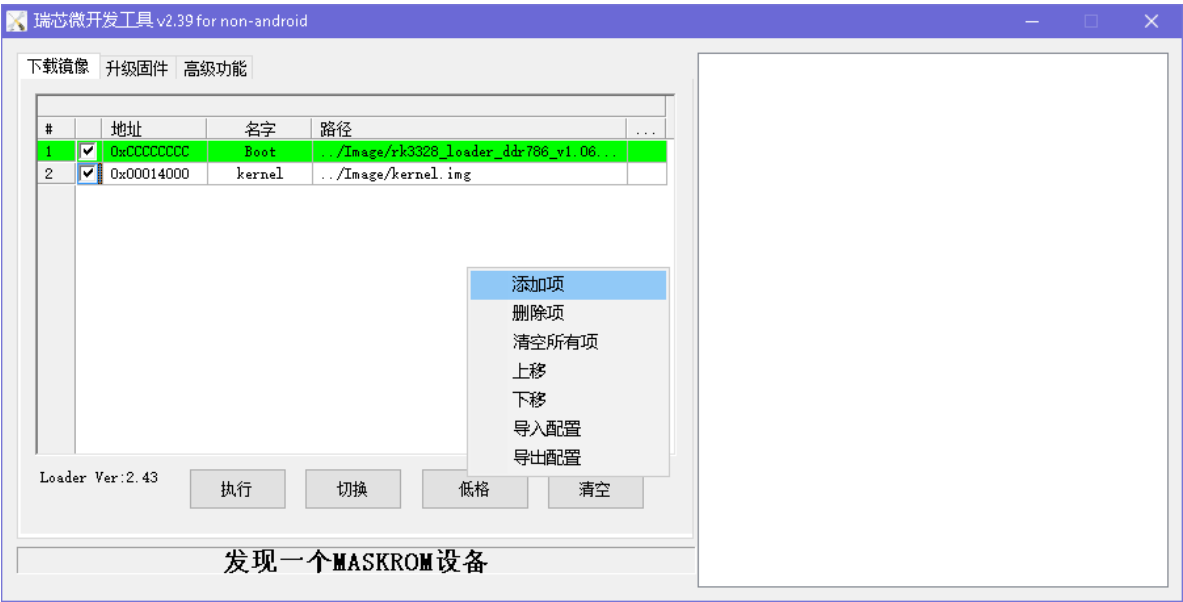 瑞芯微开发工具 v2.39 for non-android
下载镜像 升级固件 高级功能
# 地址 名字 路径 ...
1 0xCCCCCCCC Boot ../Image/rk3328_loader_ddr786_v1.06...
2 0x00014000 kernel ../Image/kernel.img
添加项
删除项
清空所有项
上移
下移
导入配置
导出配置
Loader Ver:2.43 执行 切换 低格 清空
发现一个MASKROM设备